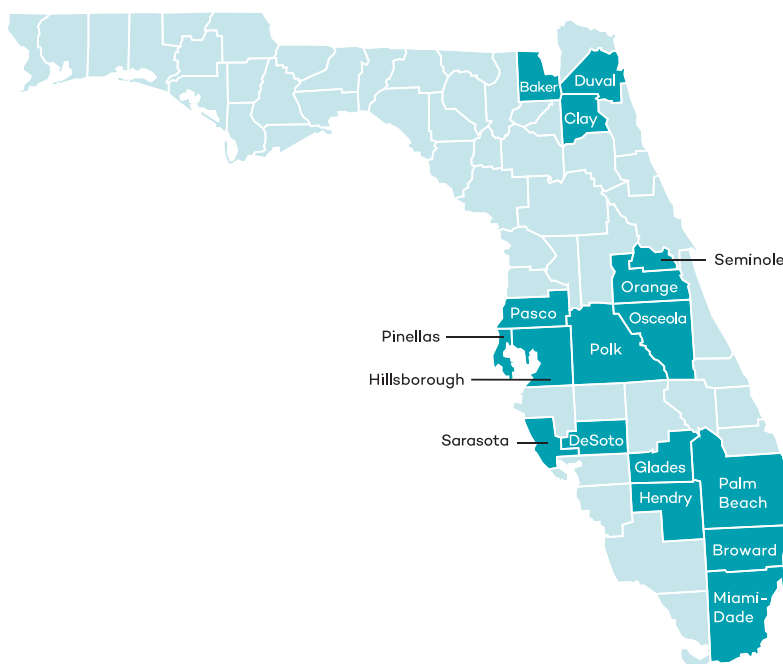 Baker
Duval
Clay
Seminole
Orange
Pasco
Osceola
Pinellas
Polk
Hillsborough
Sarasota
DeSoto
Glades
Palm
Beach
Hendry
Broward
Miami-
Dade